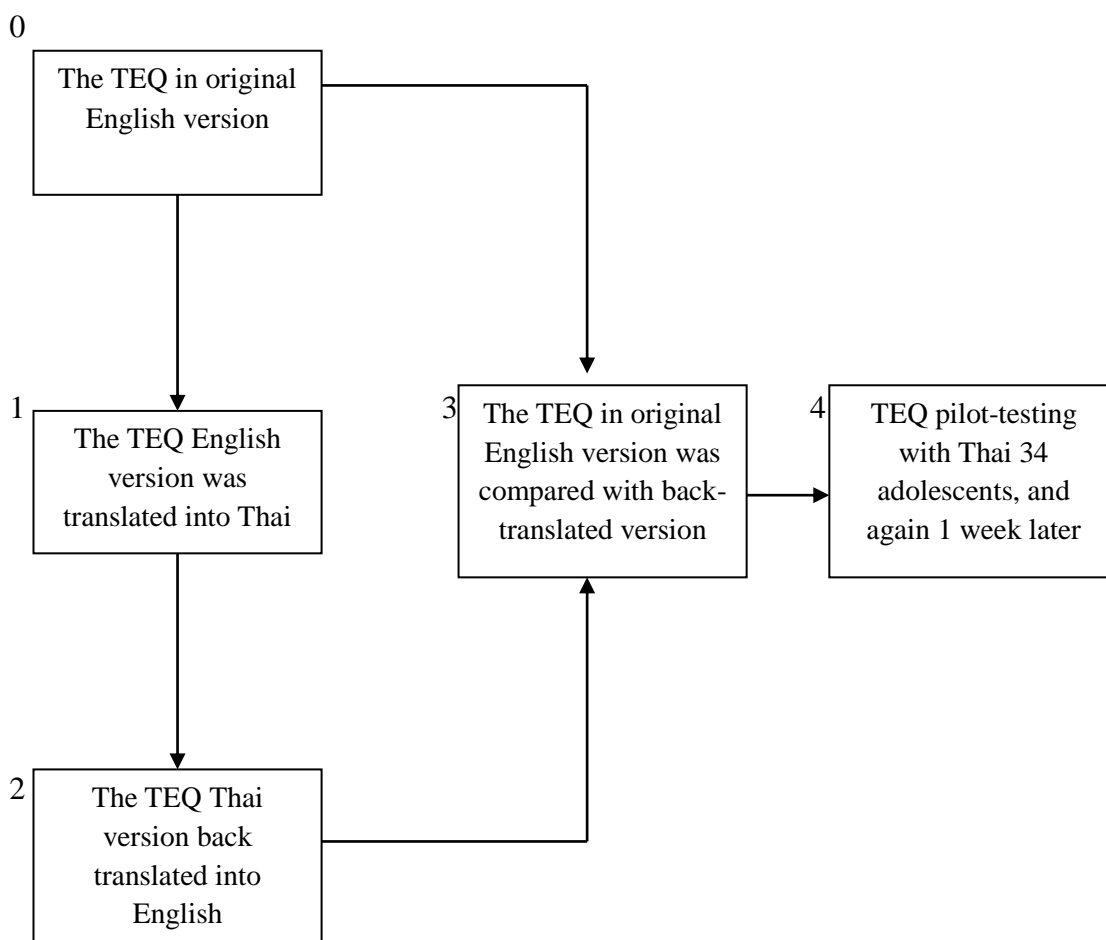 0
The TEQ in original
English version
1
The TEQ English
version was
translated into Thai
2
The TEQ Thai
version back
translated into
English
3
The TEQ in original
English version was
compared with back-
translated version
4
TEQ pilot-testing
with Thai 34
adolescents, and
again 1 week later